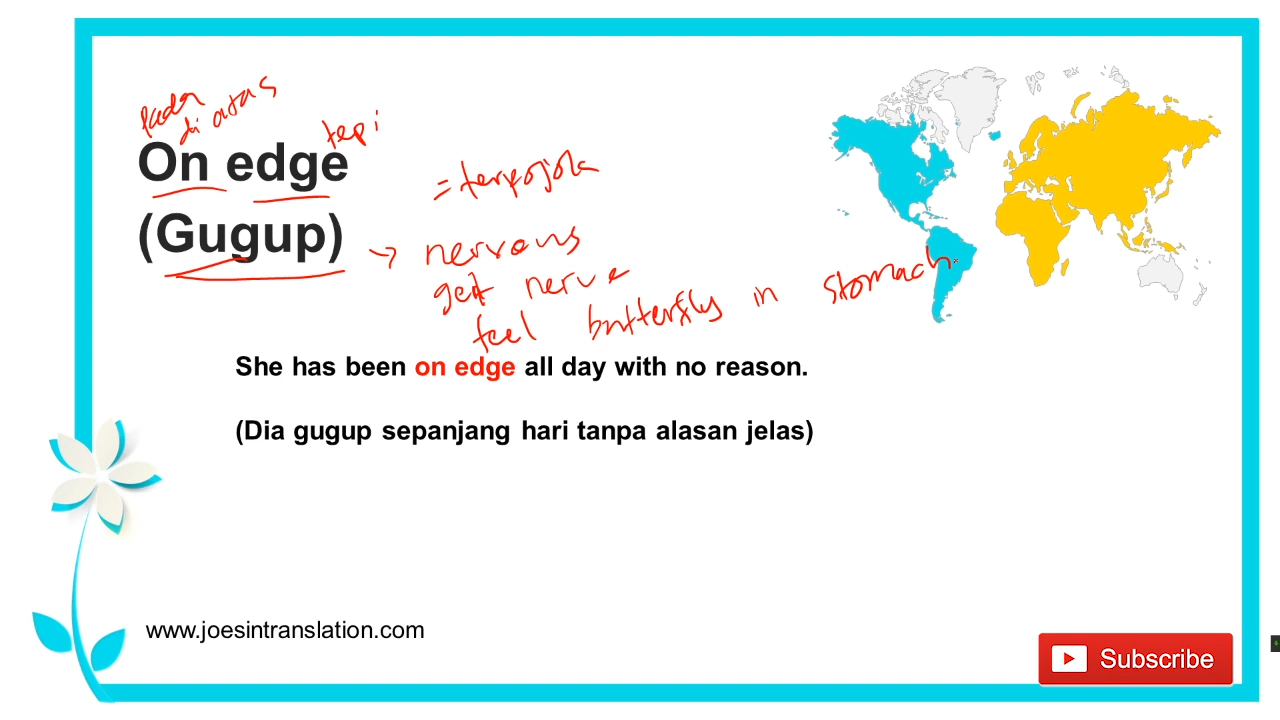 pada
di atas
tepi
On edge
= terpojok
(Gugup)
→ nervous
get nerve
feel butterfly in stomach
She has been on edge all day with no reason.
(Dia gugup sepanjang hari tanpa alasan jelas)
www.joesintranslation.com
Subscribe